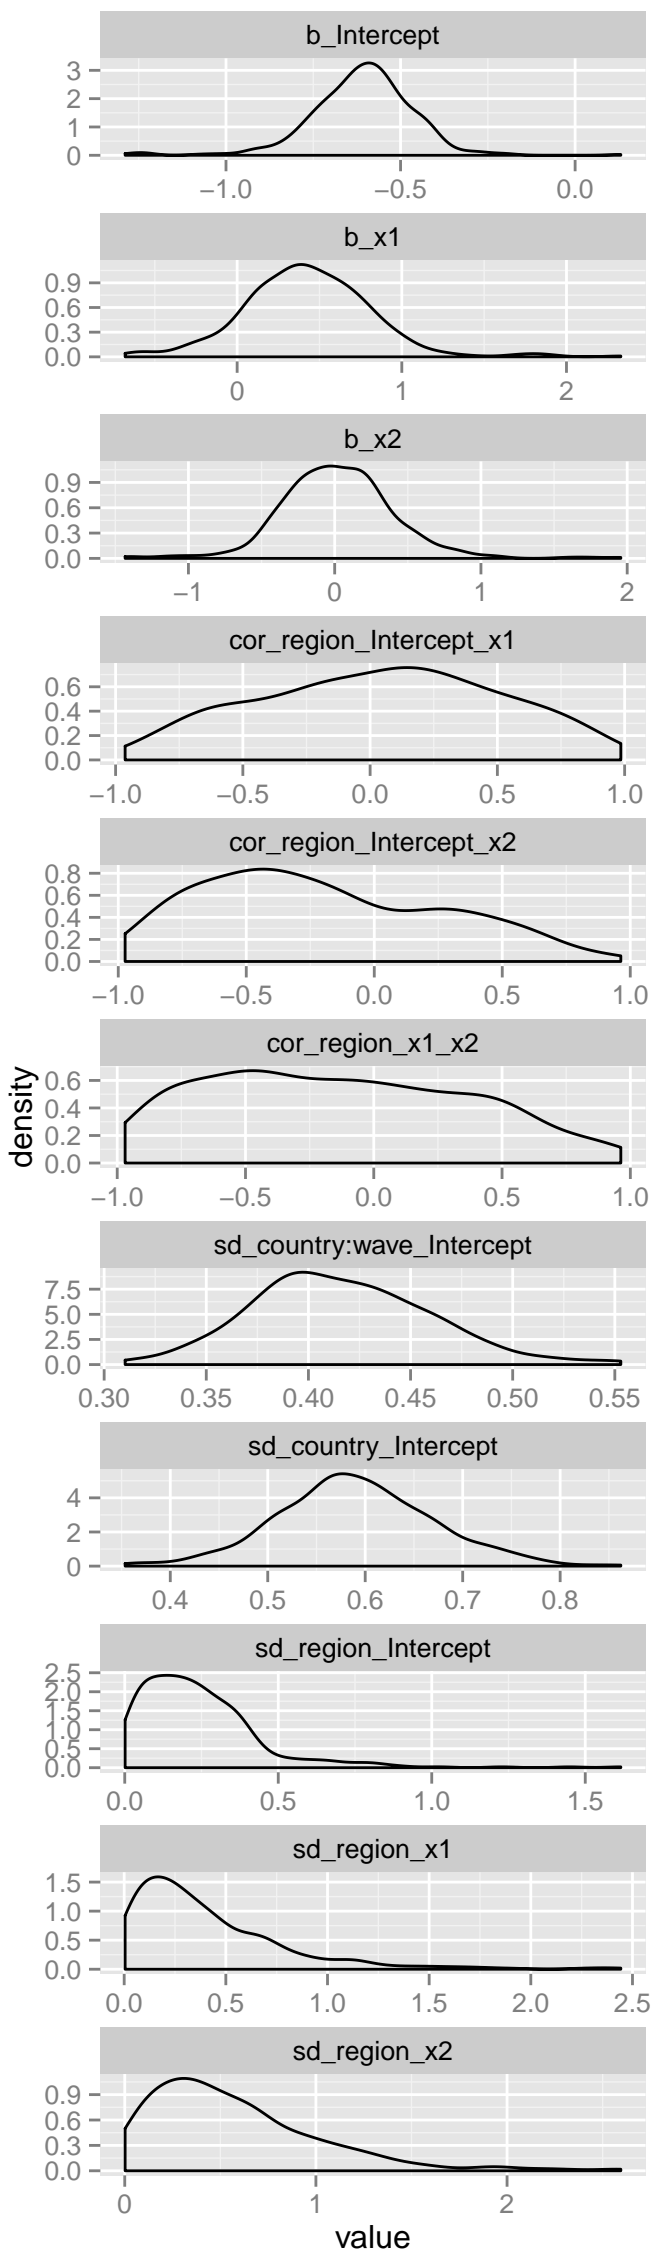 b_Intercept
3
2
1
0
−1.0 −0.5 0.0
b_x1
0.9
0.6
0.3
0.0
0 1 2
b_x2
0.9
0.6
0.3
0.0
−1 0 1 2
cor_region_Intercept_x1
0.6
0.4
0.2
0.0
−1.0 −0.5 0.0 0.5 1.0
cor_region_Intercept_x2
0.8
0.6
0.4
0.2
0.0
−1.0 −0.5 0.0 0.5 1.0
cor_region_x1_x2
density
0.6
0.4
0.2
0.0
−1.0 −0.5 0.0 0.5 1.0
sd_country:wave_Intercept
7.5
5.0
2.5
0.0
0.30 0.35 0.40 0.45 0.50 0.55
sd_country_Intercept
4
2
0
0.4 0.5 0.6 0.7 0.8
sd_region_Intercept
2.5
2.0
1.5
1.0
0.5
0.0
0.0 0.5 1.0 1.5
sd_region_x1
1.5
1.0
0.5
0.0
0.0 0.5 1.0 1.5 2.0 2.5
sd_region_x2
0.9
0.6
0.3
0.0
0 1 2
value